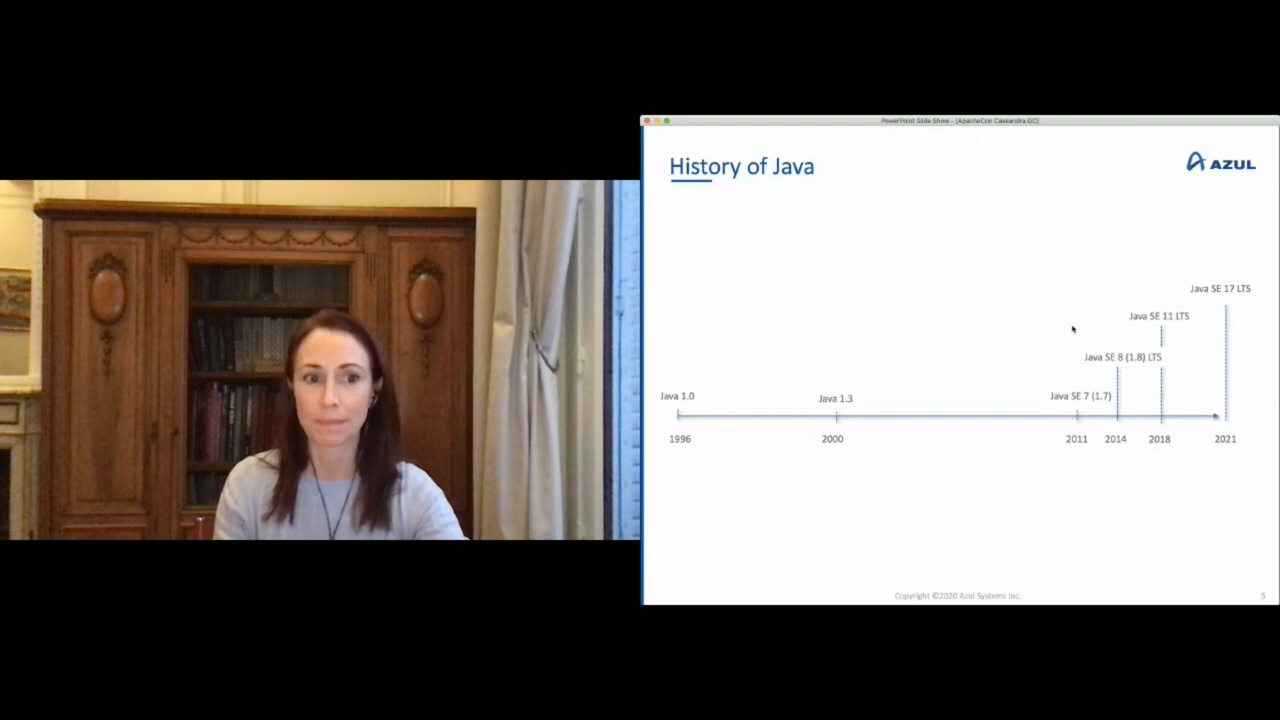 PowerPoint Slide Show - [ApacheCon Cassandra GC]
History of Java
AZUL
Java SE 17 LTS
Java SE 11 LTS
Java SE 8 (1.8) LTS
Java 1.0
Java 1.3
Java SE 7 (1.7)
1996
2000
2011
2014
2018
2021
Copyright ©2020 Azul Systems Inc.
5